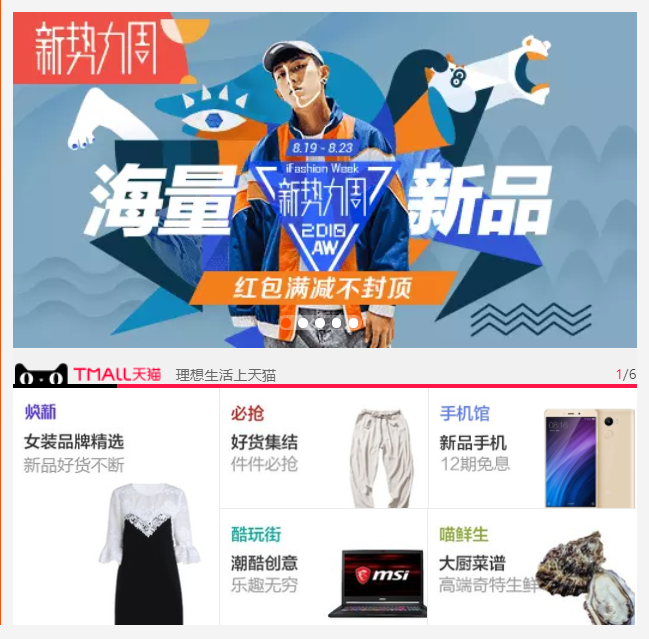 新势力周
8.19 - 8.23
iFashion Week
海量
新势力周
新品
2018
AW
红包满减不封顶
TMALL天猫 理想生活上天猫 1/6
焕新
女装品牌精选
新品好货不断
必抢
好货集结
件件必抢
手机馆
新品手机
12期免息
酷玩街
潮酷创意
乐趣无穷
msi
喵鲜生
大厨菜谱
高端奇特生鲜